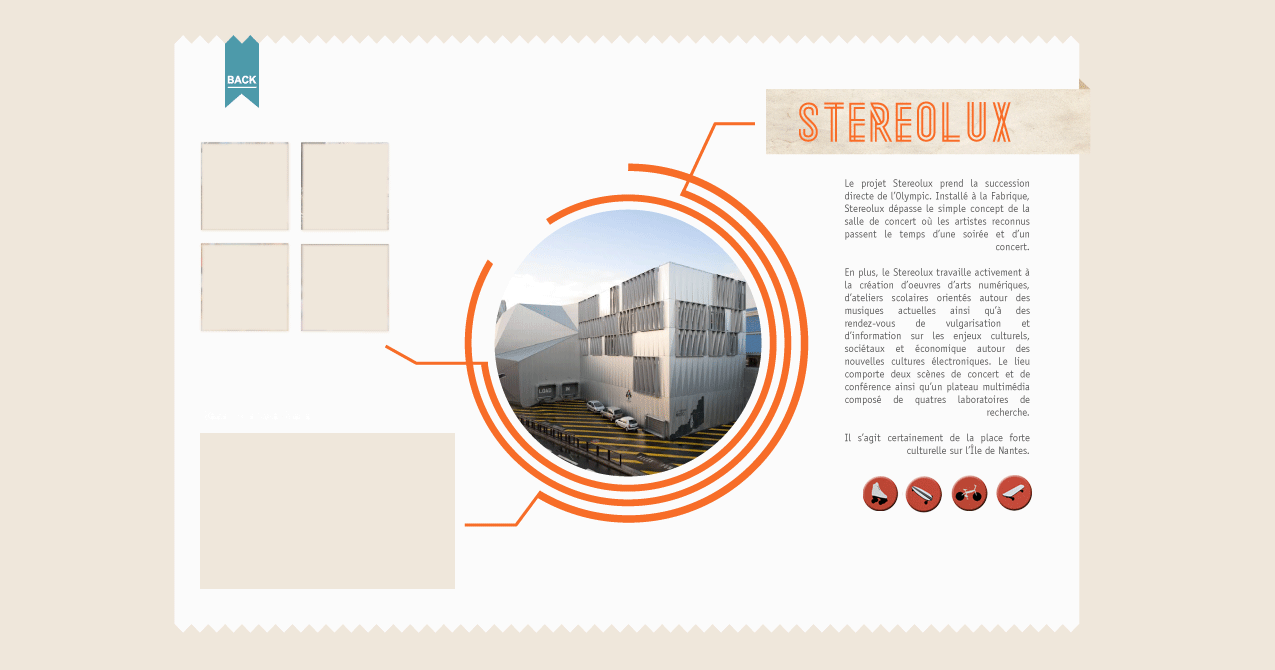 BACK
STEREOLUX
Le projet Stereolux prend la succession
directe de l'Olympic. Installé à la Fabrique,
Stereolux dépasse le simple concept de la
salle de concert où les artistes reconnus
passent le temps d'une soirée et d'un
concert.
En plus, le Stereolux travaille activement à
la création d'oeuvres d'arts numériques,
d'ateliers scolaires orientés autour des
musiques actuelles ainsi qu'à des
rendez-vous de vulgarisation et
d'information sur les enjeux culturels,
sociétaux et économique autour des
nouvelles cultures électroniques. Le lieu
comporte deux scènes de concert et de
conférence ainsi qu'un plateau multimédia
composé de quatres laboratoires de
recherche.
Il s'agit certainement de la place forte
culturelle sur l'Île de Nantes.